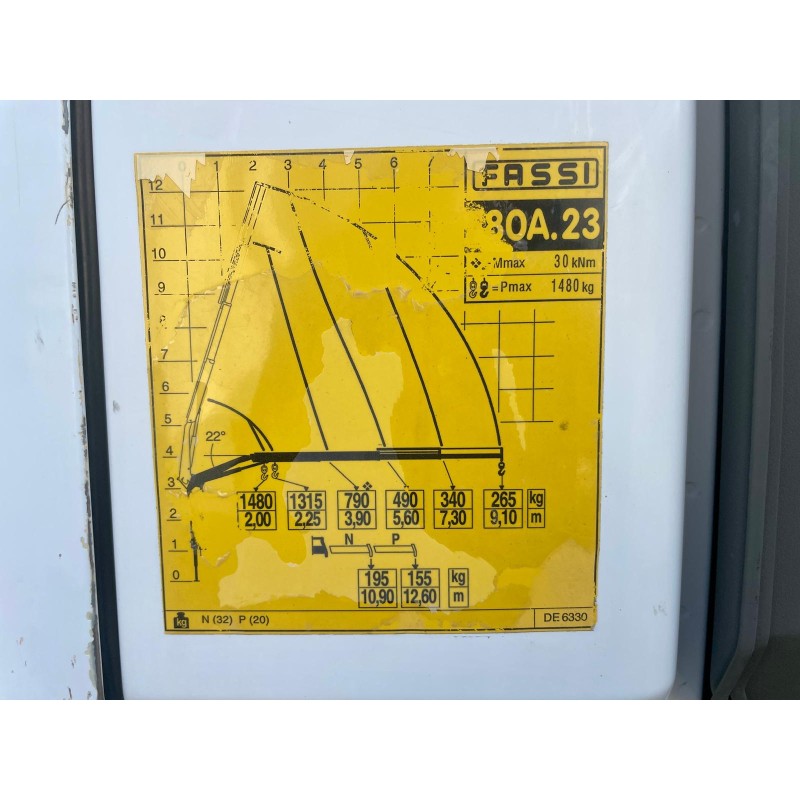 0 1 2 3 4 5 6
12
11
10
9
8
7
6
5
4
3
2
1
0
FASSI
80A.23
- Mmax 30 kNm
= Pmax 1480 kg
22°
1480 1315 790 490 340 265 kg
2,00 2,25 3,90 5,60 7,30 9,10 m
N P
195 155 kg
10,90 12,60 m
kg N (32) P (20) DE 6330